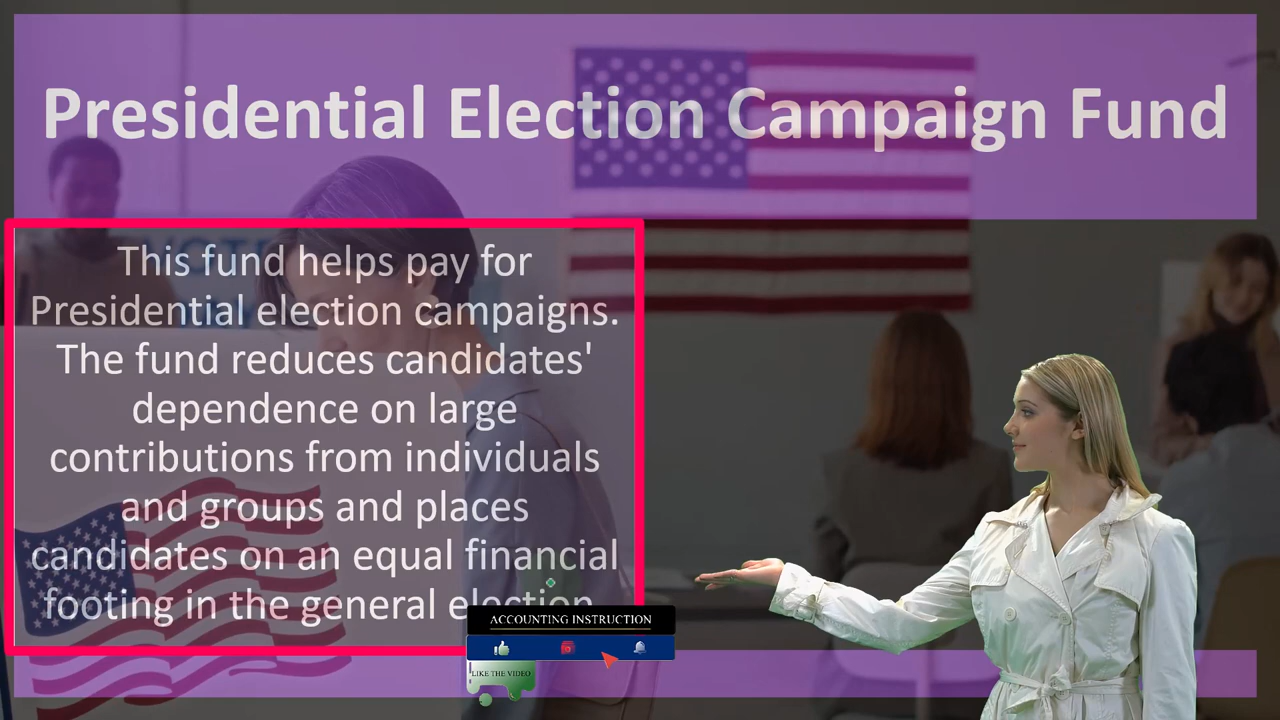 Presidential Election Campaign Fund
This fund helps pay for
Presidential election campaigns.
The fund reduces candidates'
dependence on large
contributions from individuals
and groups and places
candidates on an equal financial
footing in the general election.
ACCOUNTING INSTRUCTION
LIKE THE VIDEO